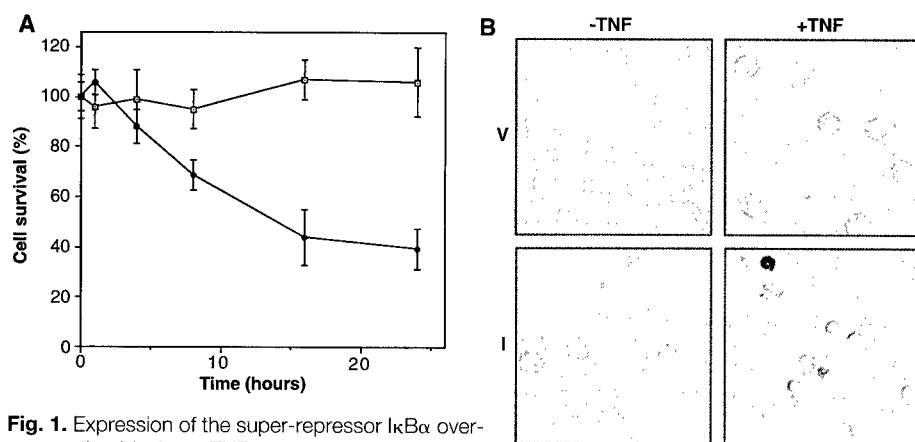 A
120
100
80
60
40
20
0
Cell survival (%)
0
10
20
Time (hours)
B
-TNF
+TNF
V
I
Fig. 1. Expression of the super-repressor IκBα over-